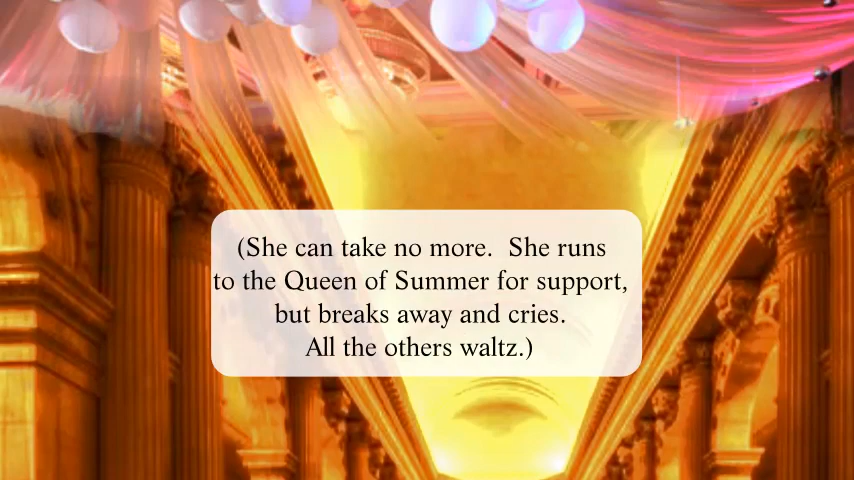 (She can take no more.  She runs
to the Queen of Summer for support,
but breaks away and cries.
All the others waltz.)